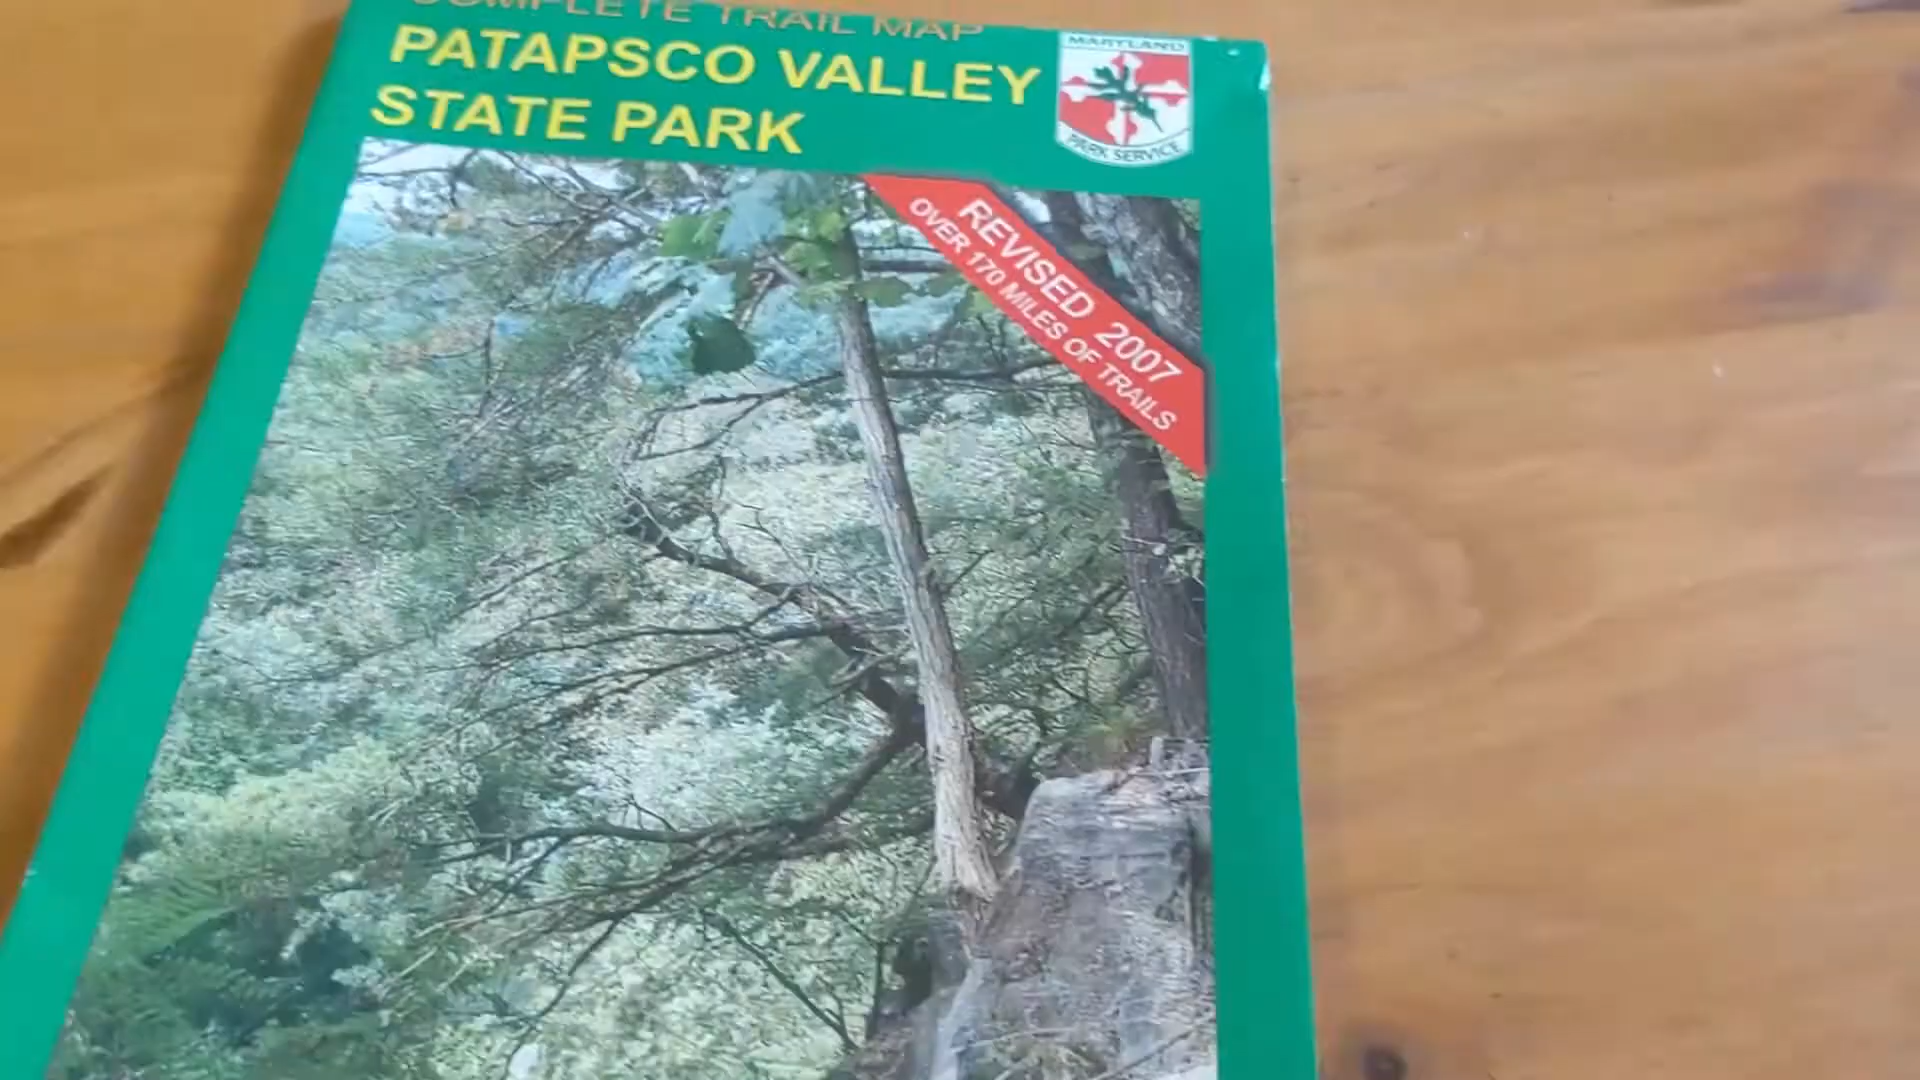 COMPLETE TRAIL MAP
PATAPSCO VALLEY
STATE PARK
MARYLAND
PARK SERVICE
REVISED 2007
OVER 170 MILES OF TRAILS